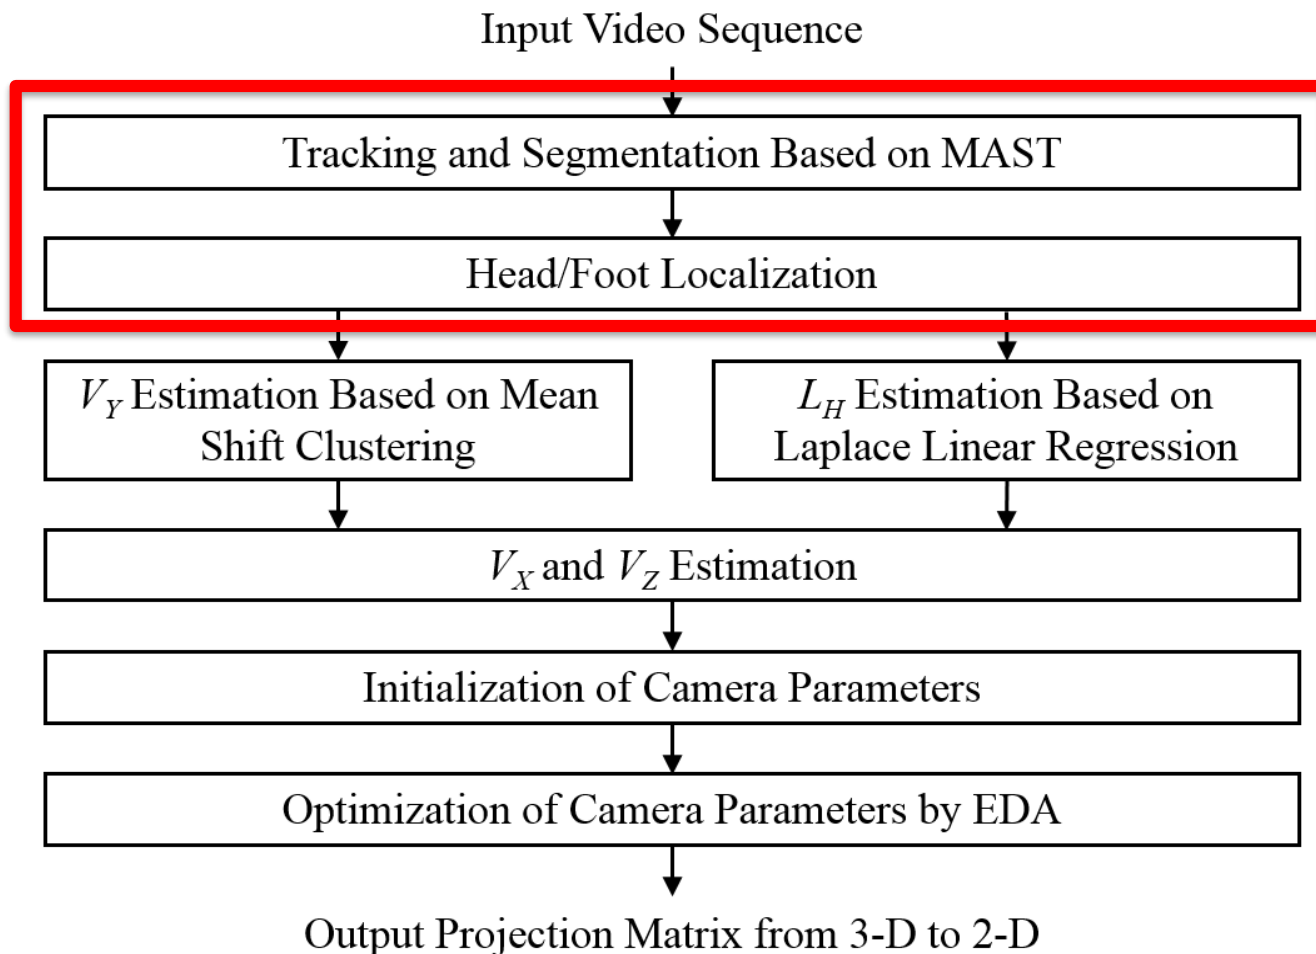 Input Video Sequence
Tracking and Segmentation Based on MAST
Head/Foot Localization
V_Y Estimation Based on Mean
Shift Clustering
L_H Estimation Based on
Laplace Linear Regression
V_X and V_Z Estimation
Initialization of Camera Parameters
Optimization of Camera Parameters by EDA
Output Projection Matrix from 3-D to 2-D